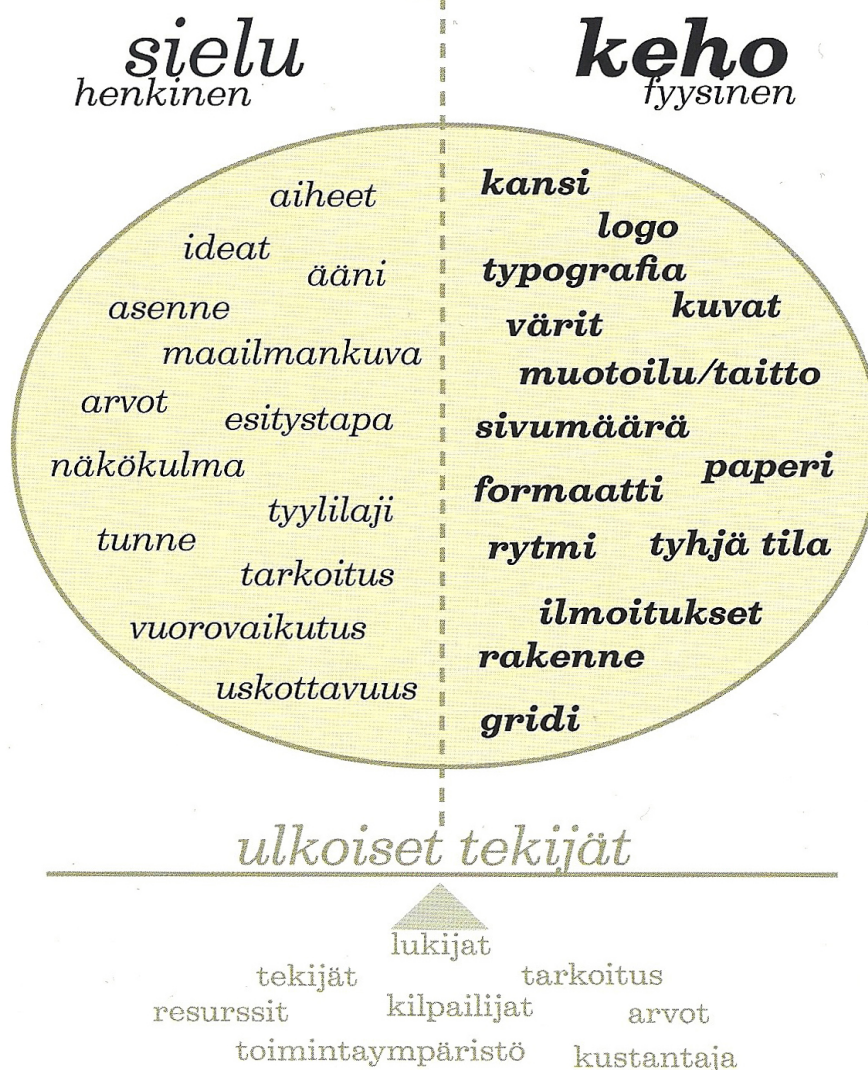 sielu
henkinen
keho
fyysinen
aiheet
ideat
ääni
asenne
maailmankuva
arvot
esitystapa
näkökulma
tyylilaji
tunne
tarkoitus
vuorovaikutus
uskottavuus
kansi
logo
typografia
kuvat
värit
muotoilu/taitto
sivumäärä
paperi
formaatti
rytmi
tyhjä tila
ilmoitukset
rakenne
gridi
ulkoiset tekijät
lukijat
tekijät
tarkoitus
resurssit
kilpailijat
arvot
toimintaympäristö
kustantaja